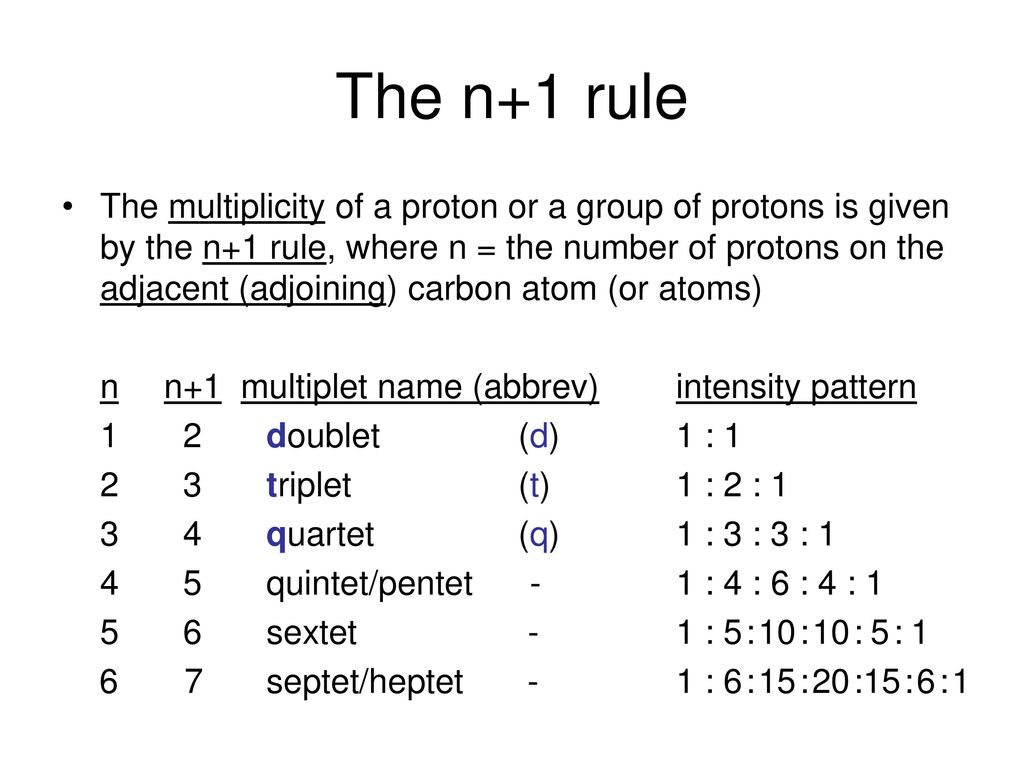 The n+1 rule
• The multiplicity of a proton or a group of protons is given
by the n+1 rule, where n = the number of protons on the
adjacent (adjoining) carbon atom (or atoms)
n n+1 multiplet name (abbrev) intensity pattern
1 2 doublet (d) 1 : 1
2 3 triplet (t) 1 : 2 : 1
3 4 quartet (q) 1 : 3 : 3 : 1
4 5 quintet/pentet - 1 : 4 : 6 : 4 : 1
5 6 sextet - 1 : 5 : 10 : 10 : 5 : 1
6 7 septet/heptet - 1 : 6 : 15 : 20 : 15 : 6 : 1